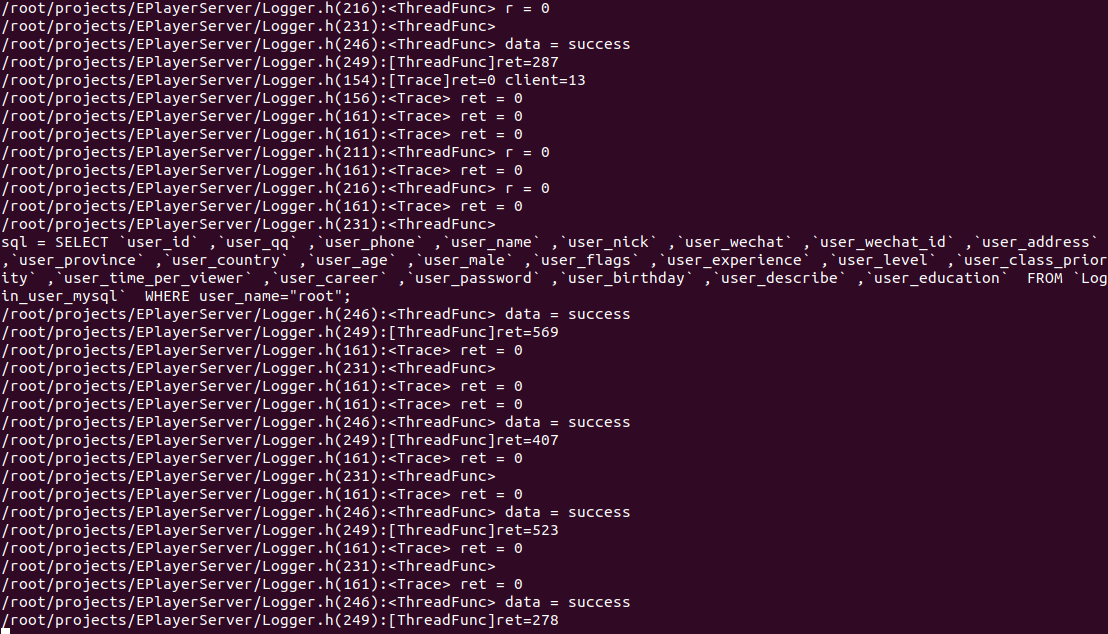 /root/projects/EPlayerServer/Logger.h(216):<ThreadFunc> r = 0
/root/projects/EPlayerServer/Logger.h(231):<ThreadFunc>
/root/projects/EPlayerServer/Logger.h(246):<ThreadFunc> data = success
/root/projects/EPlayerServer/Logger.h(249):[ThreadFunc]ret=287
/root/projects/EPlayerServer/Logger.h(154):[Trace]ret=0 client=13
/root/projects/EPlayerServer/Logger.h(156):<Trace> ret = 0
/root/projects/EPlayerServer/Logger.h(161):<Trace> ret = 0
/root/projects/EPlayerServer/Logger.h(161):<Trace> ret = 0
/root/projects/EPlayerServer/Logger.h(211):<ThreadFunc> r = 0
/root/projects/EPlayerServer/Logger.h(161):<Trace> ret = 0
/root/projects/EPlayerServer/Logger.h(216):<ThreadFunc> r = 0
/root/projects/EPlayerServer/Logger.h(161):<Trace> ret = 0
/root/projects/EPlayerServer/Logger.h(231):<ThreadFunc>
sql = SELECT `user_id` ,`user_qq` ,`user_phone` ,`user_name` ,`user_nick` ,`user_wechat` ,`user_wechat_id` ,`user_address`
,`user_province` ,`user_country` ,`user_age` ,`user_male` ,`user_flags` ,`user_experience` ,`user_level` ,`user_class_prior
ity` ,`user_time_per_viewer` ,`user_career` ,`user_password` ,`user_birthday` ,`user_describe` ,`user_education`  FROM `Log
in_user_mysql`  WHERE user_name="root";
/root/projects/EPlayerServer/Logger.h(246):<ThreadFunc> data = success
/root/projects/EPlayerServer/Logger.h(249):[ThreadFunc]ret=569
/root/projects/EPlayerServer/Logger.h(161):<Trace> ret = 0
/root/projects/EPlayerServer/Logger.h(231):<ThreadFunc>
/root/projects/EPlayerServer/Logger.h(161):<Trace> ret = 0
/root/projects/EPlayerServer/Logger.h(161):<Trace> ret = 0
/root/projects/EPlayerServer/Logger.h(246):<ThreadFunc> data = success
/root/projects/EPlayerServer/Logger.h(249):[ThreadFunc]ret=407
/root/projects/EPlayerServer/Logger.h(161):<Trace> ret = 0
/root/projects/EPlayerServer/Logger.h(231):<ThreadFunc>
/root/projects/EPlayerServer/Logger.h(161):<Trace> ret = 0
/root/projects/EPlayerServer/Logger.h(246):<ThreadFunc> data = success
/root/projects/EPlayerServer/Logger.h(249):[ThreadFunc]ret=523
/root/projects/EPlayerServer/Logger.h(161):<Trace> ret = 0
/root/projects/EPlayerServer/Logger.h(231):<ThreadFunc>
/root/projects/EPlayerServer/Logger.h(161):<Trace> ret = 0
/root/projects/EPlayerServer/Logger.h(246):<ThreadFunc> data = success
/root/projects/EPlayerServer/Logger.h(249):[ThreadFunc]ret=278